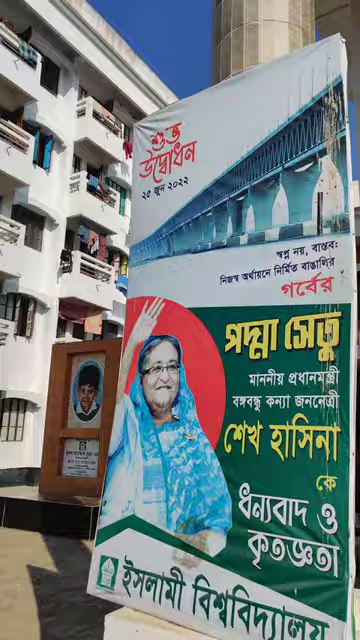 শুভ
উদ্বোধন
২৫ জুন ২০২২
স্বপ্ন নয়, বাস্তব:
নিজস্ব অর্থায়নে নির্মিত বাঙালির
গর্বের
পদ্মা সেতু
মাননীয় প্রধানমন্ত্রী
বঙ্গবন্ধু কন্যা জননেত্রী
শেখ হাসিনা
কে
ধন্যবাদ ও
কৃতজ্ঞতা
ইসলামী বিশ্ববিদ্যালয়